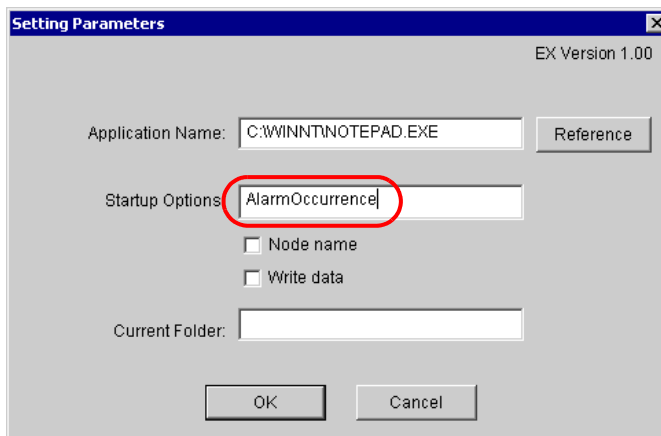 Setting Parameters
EX Version 1.00
Application Name: C:\WINNT\NOTEPAD.EXE Reference
Startup Options AlarmOccurrence
Node name
Write data
Current Folder:
OK Cancel